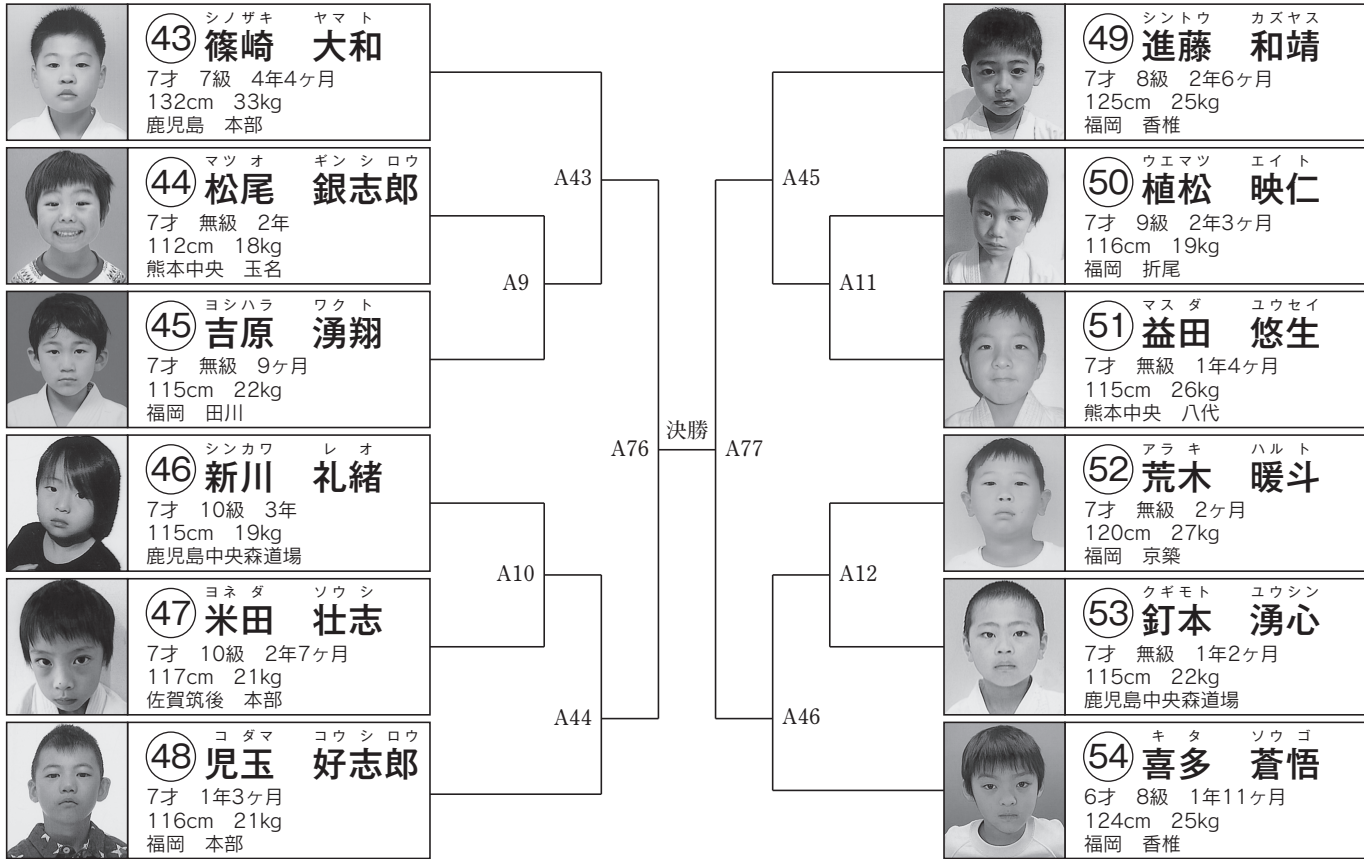 シノザキ ヤマト
43 篠崎 大和
7才 7級 4年4ヶ月
132cm 33kg
鹿児島 本部
マツオ ギンシロウ
44 松尾 銀志郎
7才 無級 2年
112cm 18kg
熊本中央 玉名
ヨシハラ ワクト
45 吉原 湧翔
7才 無級 9ヶ月
115cm 22kg
福岡 田川
シンカワ レオ
46 新川 礼緒
7才 10級 3年
115cm 19kg
鹿児島中央森道場
ヨネダ ソウシ
47 米田 壮志
7才 10級 2年7ヶ月
117cm 21kg
佐賀筑後 本部
コダマ コウシロウ
48 児玉 好志郎
7才 1年3ヶ月
116cm 21kg
福岡 本部
A43
A9
A10
A44
A76
決勝
A77
A45
A11
A12
A46
シントウ カズヤス
49 進藤 和靖
7才 8級 2年6ヶ月
125cm 25kg
福岡 香椎
ウエマツ エイト
50 植松 映仁
7才 9級 2年3ヶ月
116cm 19kg
福岡 折尾
マスダ ユウセイ
51 益田 悠生
7才 無級 1年4ヶ月
115cm 26kg
熊本中央 八代
アラキ ハルト
52 荒木 暖斗
7才 無級 2ヶ月
120cm 27kg
福岡 京築
クギモト ユウシン
53 釘本 湧心
7才 無級 1年2ヶ月
115cm 22kg
鹿児島中央森道場
キタ ソウゴ
54 喜多 蒼悟
6才 8級 1年11ヶ月
124cm 25kg
福岡 香椎